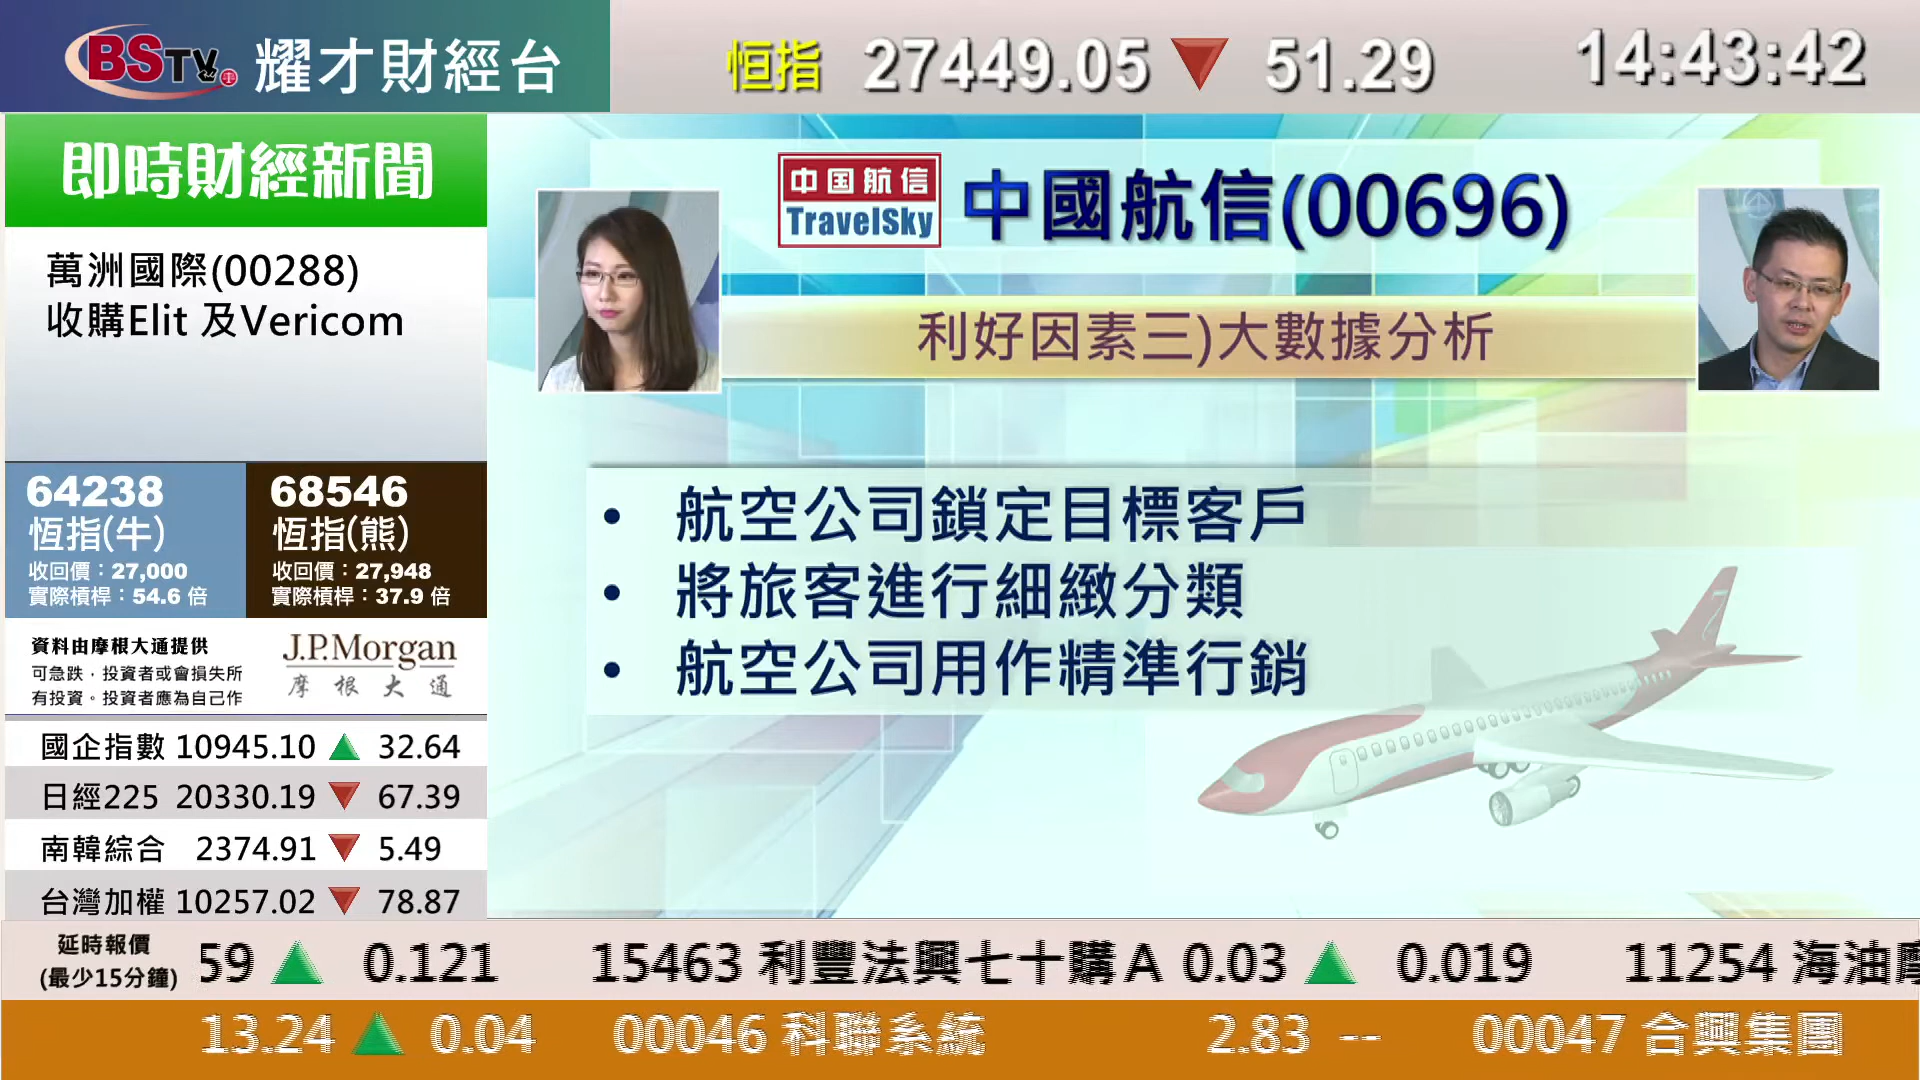 BSTV 耀才財經台
恒指 27449.05 ▼ 51.29 14:43:42
即時財經新聞
萬洲國際(00288)
收購Elit 及Vericom
64238
恆指(牛)
收回價：27,000
實際槓桿：54.6 倍
68546
恆指(熊)
收回價：27,948
實際槓桿：37.9 倍
資料由摩根大通提供
可急跌，投資者或會損失所
有投資。投資者應為自己作
J.P.Morgan
摩根大通
國企指數 10945.10 ▲ 32.64
日經225 20330.19 ▼ 67.39
南韓綜合 2374.91 ▼ 5.49
台灣加權 10257.02 ▼ 78.87
中国航信
TravelSky
中國航信(00696)
利好因素三)大數據分析
• 航空公司鎖定目標客戶
• 將旅客進行細緻分類
• 航空公司用作精準行銷
延時報價
(最少15分鐘)
59 ▲ 0.121 15463 利豐法興七十購A 0.03 ▲ 0.019 11254 海油摩
13.24 ▲ 0.04 00046 科聯系統 2.83 -- 00047 合興集團